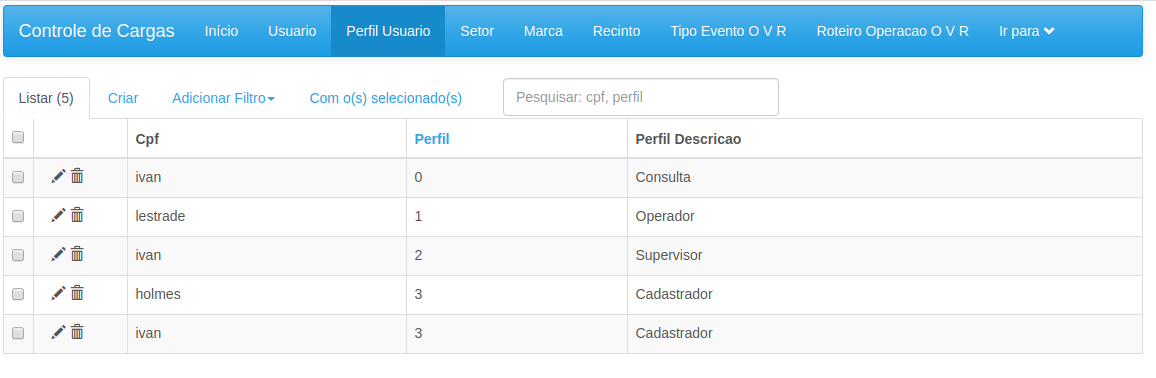 Controle de Cargas Início Usuario Perfil Usuario Setor Marca Recinto Tipo Evento O V R Roteiro Operacao O V R Ir para
Listar (5) Criar Adicionar Filtro Com o(s) selecionado(s) Pesquisar: cpf, perfil
Cpf Perfil Perfil Descricao
ivan 0 Consulta
lestrade 1 Operador
ivan 2 Supervisor
holmes 3 Cadastrador
ivan 3 Cadastrador